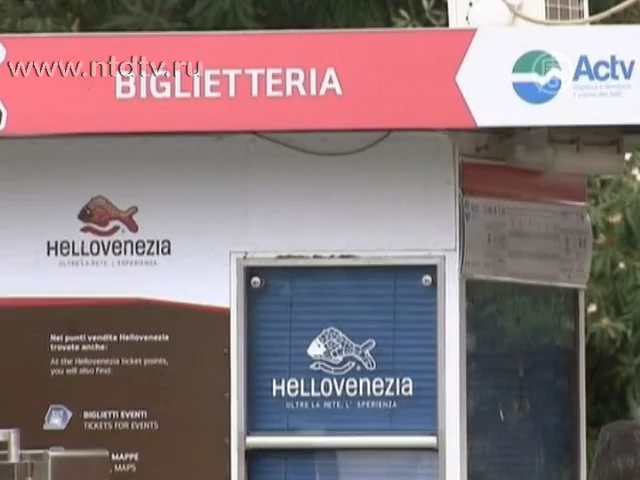 www.ntdtv.ru
BIGLIETTERIA
Actv
HELLOVENEZIA
OLTRE LA RETE. L'ESPERIENZA
Nei punti vendita Hellovenezia
trovate anche:
At the Hellovenezia ticket points,
you will also find:
BIGLIETTI EVENTI
TICKETS FOR EVENTS
MAPPE
MAPS
HELLOVENEZIA
OLTRE LA RETE. L'ESPERIENZA